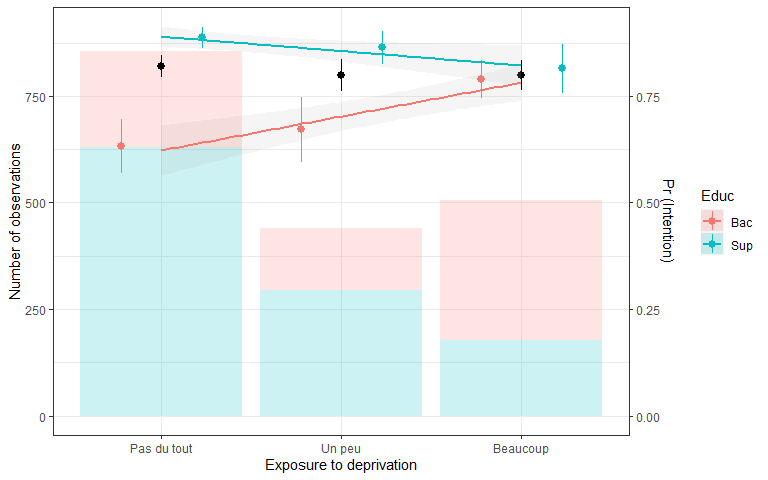 Number of observations
750
500
250
0
0.75
0.50
0.25
0.00
Pr (Intention)
Pas du tout
Un peu
Beaucoup
Exposure to deprivation
Educ
Bac
Sup